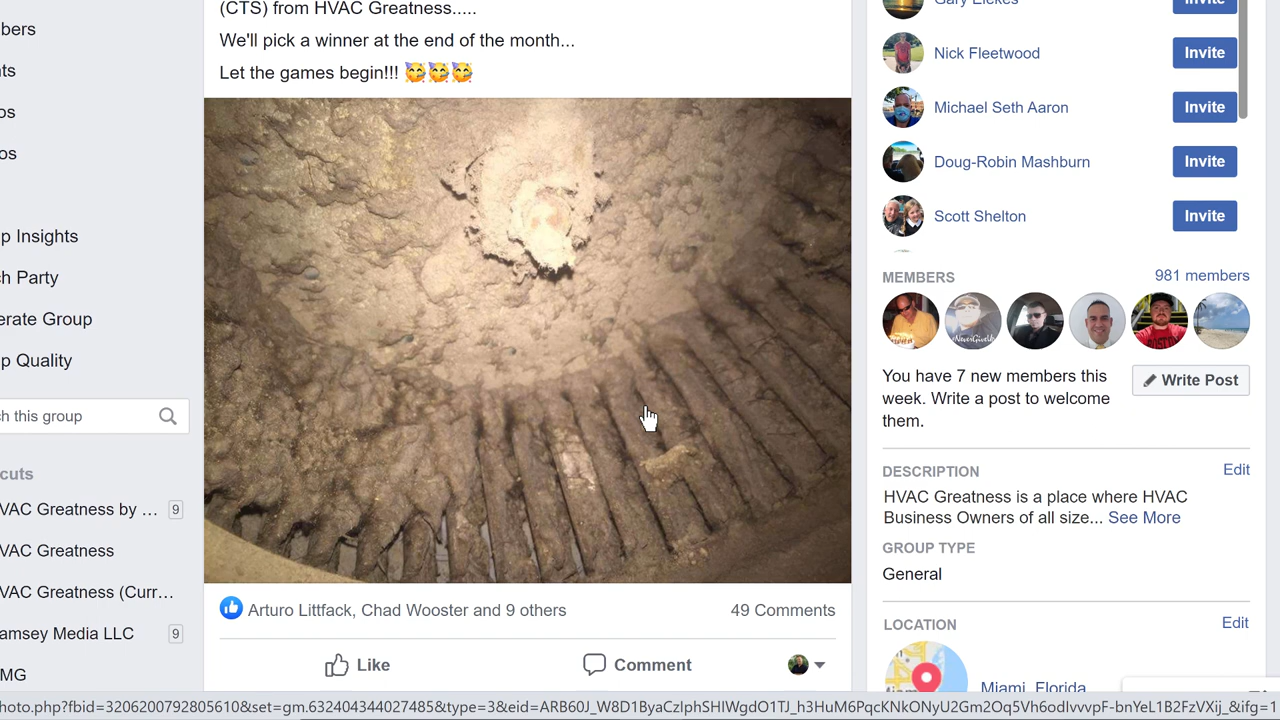 bers
ts
os
os
p Insights
ch Party
erate Group
p Quality
ch this group
cuts
VAC Greatness by ... 9
VAC Greatness
VAC Greatness (Curr...
amsey Media LLC 9
MG
(CTS) from HVAC Greatness.....
We'll pick a winner at the end of the month...
Let the games begin!!! 🥳🥳🥳
Arturo Littfack, Chad Wooster and 9 others 49 Comments
Like Comment
Gary Elekes Invite
Nick Fleetwood Invite
Michael Seth Aaron Invite
Doug-Robin Mashburn Invite
Scott Shelton Invite
MEMBERS 981 members
#NeverGiveUp
You have 7 new members this
week. Write a post to welcome
them.
Write Post
DESCRIPTION Edit
HVAC Greatness is a place where HVAC
Business Owners of all size... See More
GROUP TYPE
General
LOCATION Edit
Miami, Florida
hoto.php?fbid=3206200792805610&set=gm.632404344027485&type=3&eid=ARB60J_W8D1ByaCzlphSHIWgdO1TJ_h3HuM6PqcKNkONyU2Gm2Oq5Vh6odIvvvpF-bnYeL1B2FzVXij_&ifg=1